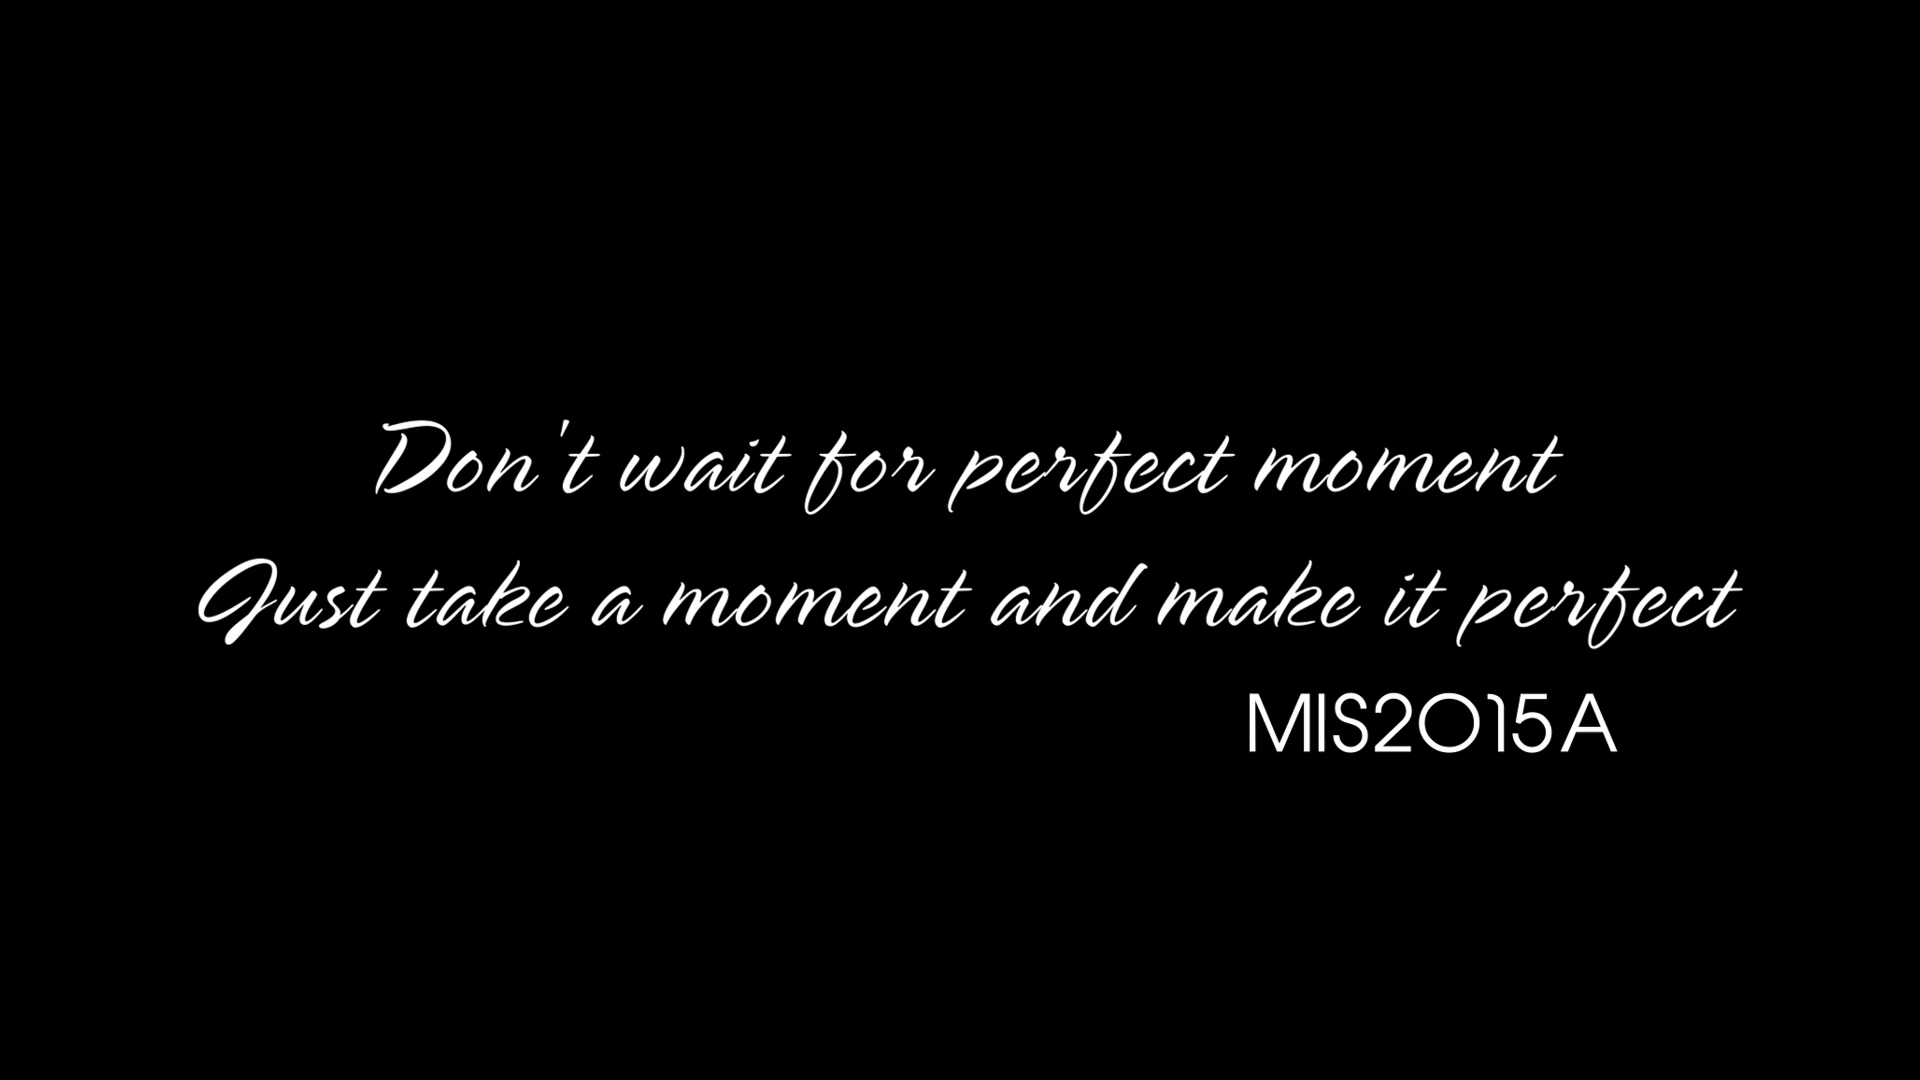 Don't wait for perfect moment
Just take a moment and make it perfect
MIS2015A